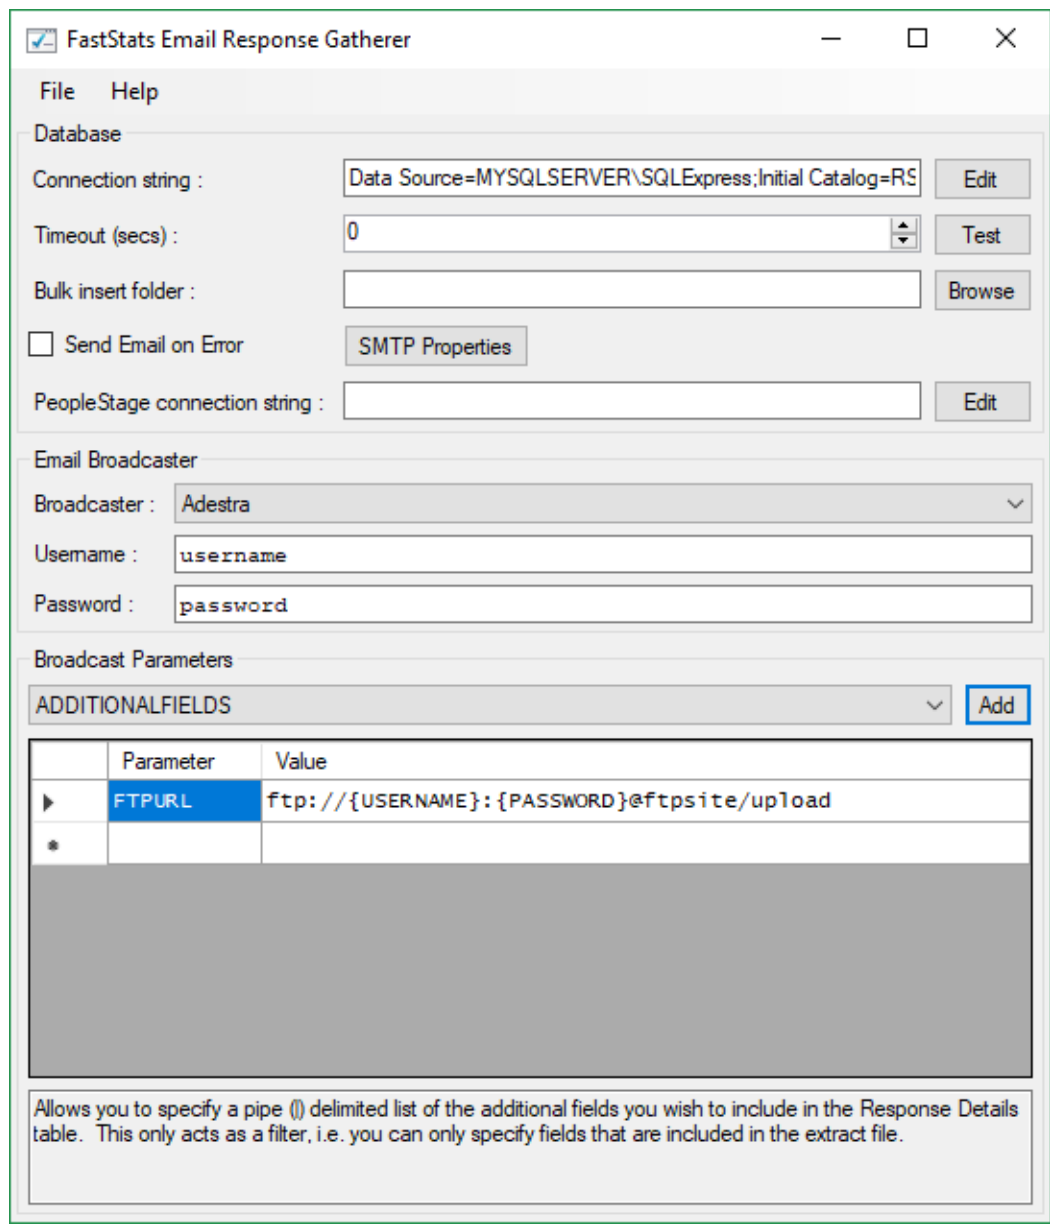 FastStats Email Response Gatherer
File Help
Database
Connection string : Data Source=MYSQLSERVER\SQLExpress;Initial Catalog=RS Edit
Timeout (secs) : 0 Test
Bulk insert folder : Browse
Send Email on Error SMTP Properties
PeopleStage connection string : Edit
Email Broadcaster
Broadcaster : Adestra
Username : username
Password : password
Broadcast Parameters
ADDITIONALFIELDS Add
Parameter Value
FTPURL ftp://{USERNAME}:{PASSWORD}@ftpsite/upload
Allows you to specify a pipe (|) delimited list of the additional fields you wish to include in the Response Details
table. This only acts as a filter, i.e. you can only specify fields that are included in the extract file.